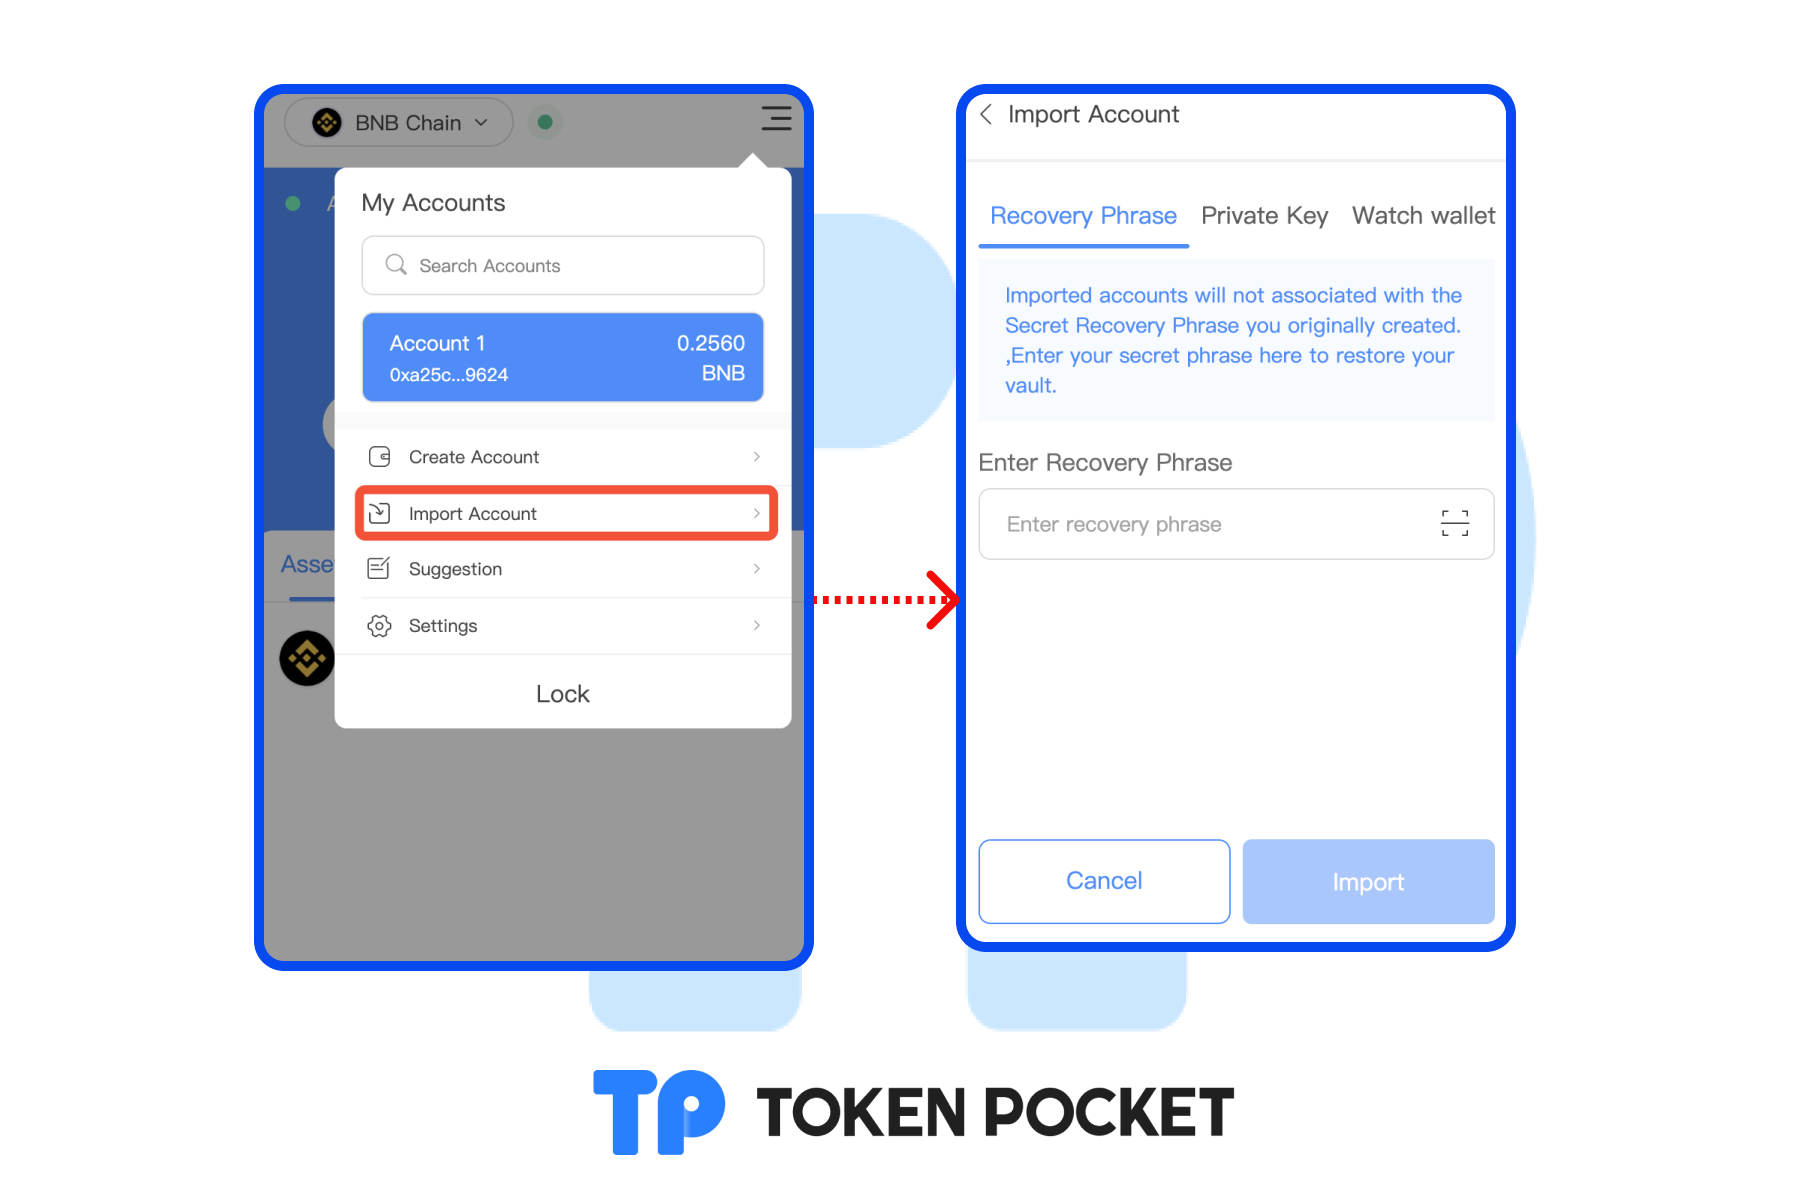 BNB Chain
My Accounts
Search Accounts
Account 1 0.2560
0xa25c...9624 BNB
Create Account
Import Account
Suggestion
Settings
Lock
Asse
Import Account
Recovery Phrase Private Key Watch wallet
Imported accounts will not associated with the
Secret Recovery Phrase you originally created.
,Enter your secret phrase here to restore your
vault.
Enter Recovery Phrase
Enter recovery phrase
Cancel Import
TP TOKEN POCKET